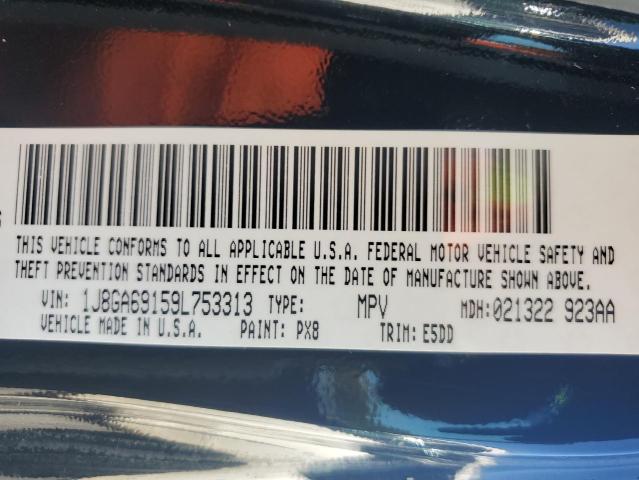 THIS VEHICLE CONFORMS TO ALL APPLICABLE U.S.A. FEDERAL MOTOR VEHICLE SAFETY AND
THEFT PREVENTION STANDARDS IN EFFECT ON THE DATE OF MANUFACTURE SHOWN ABOVE.
VIN: 1J8GA69159L753313 TYPE: MPV MDH:021322 923AA
VEHICLE MADE IN U.S.A. PAINT: PX8 TRIM: E5DD